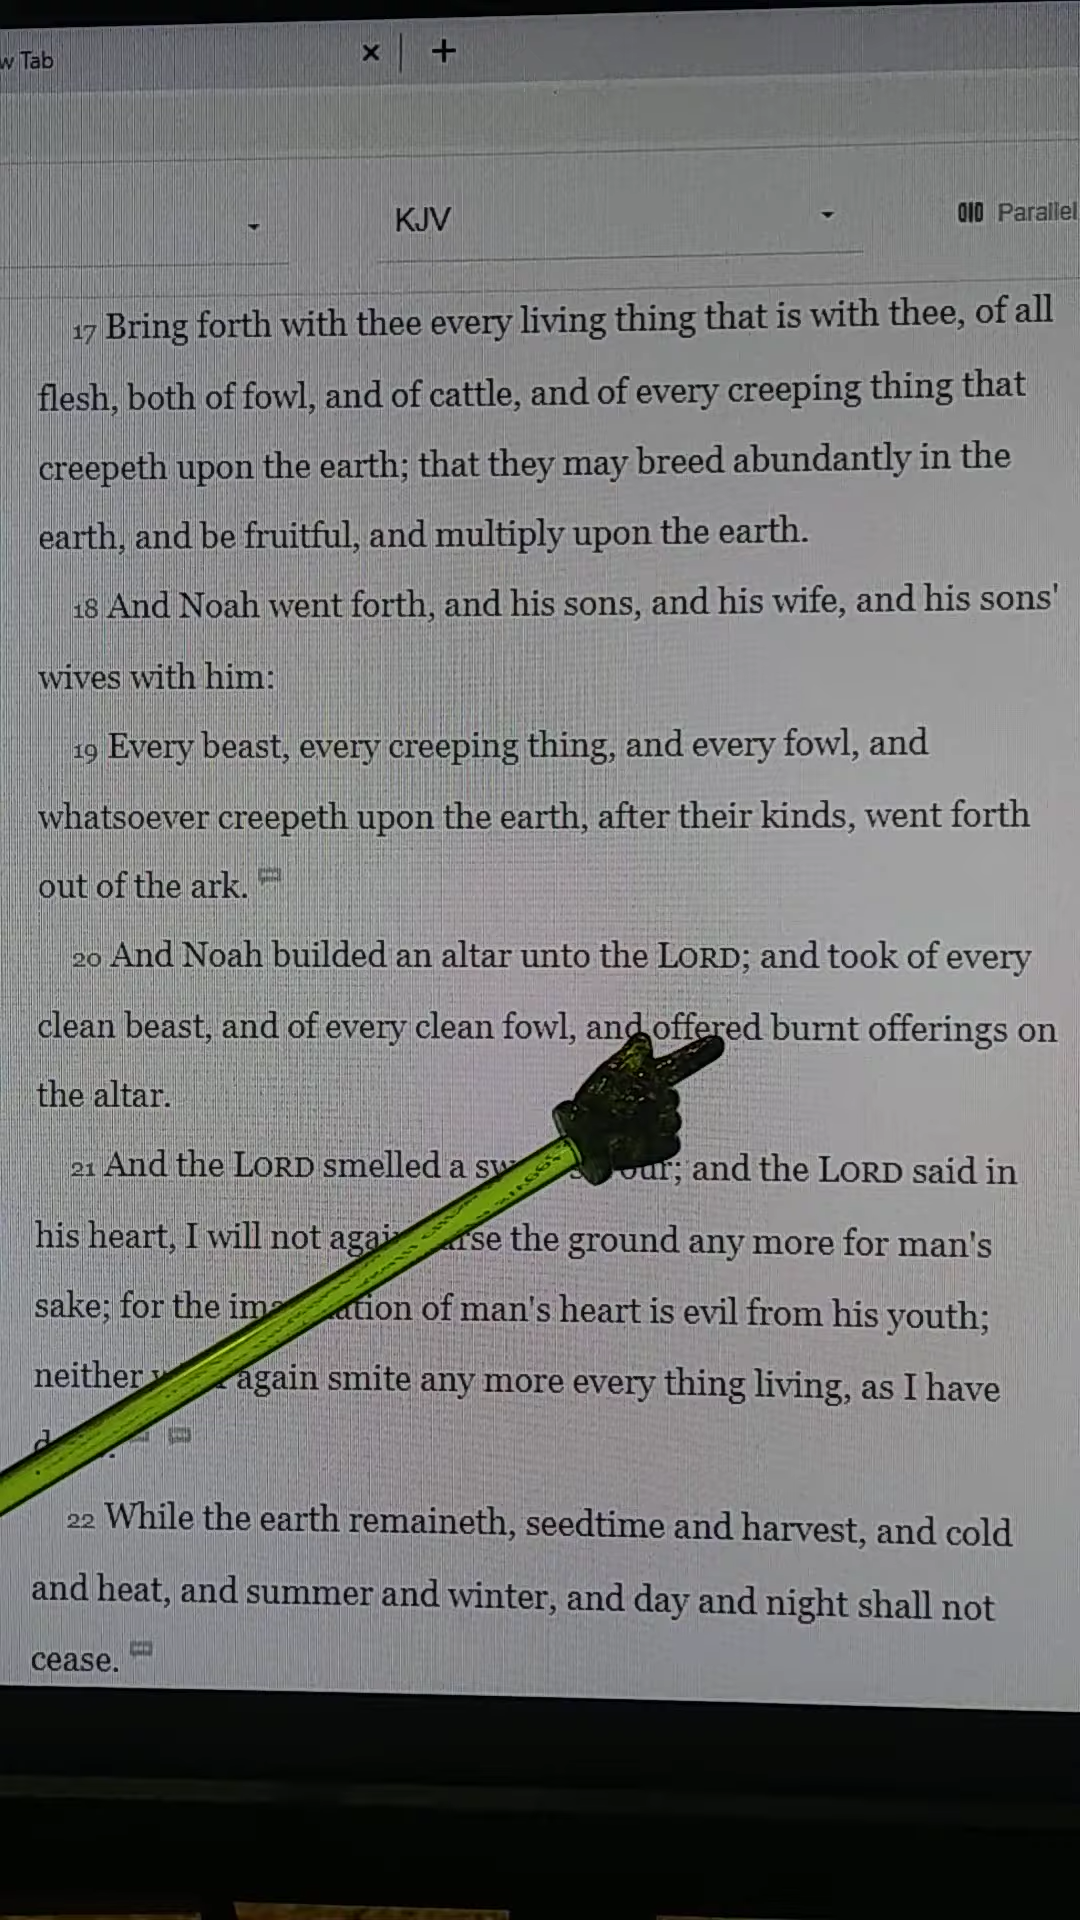 w Tab × +
KJV Parallel
17 Bring forth with thee every living thing that is with thee, of all
flesh, both of fowl, and of cattle, and of every creeping thing that
creepeth upon the earth; that they may breed abundantly in the
earth, and be fruitful, and multiply upon the earth.
18 And Noah went forth, and his sons, and his wife, and his sons'
wives with him:
19 Every beast, every creeping thing, and every fowl, and
whatsoever creepeth upon the earth, after their kinds, went forth
out of the ark.
20 And Noah builded an altar unto the LORD; and took of every
clean beast, and of every clean fowl, and offered burnt offerings on
the altar.
21 And the LORD smelled a and the LORD said in
his heart, I will not the ground any more for man's
sake; for the of man's heart is evil from his youth;
neither again smite any more every thing living, as I have
22 While the earth remaineth, seedtime and harvest, and cold
and heat, and summer and winter, and day and night shall not
cease.